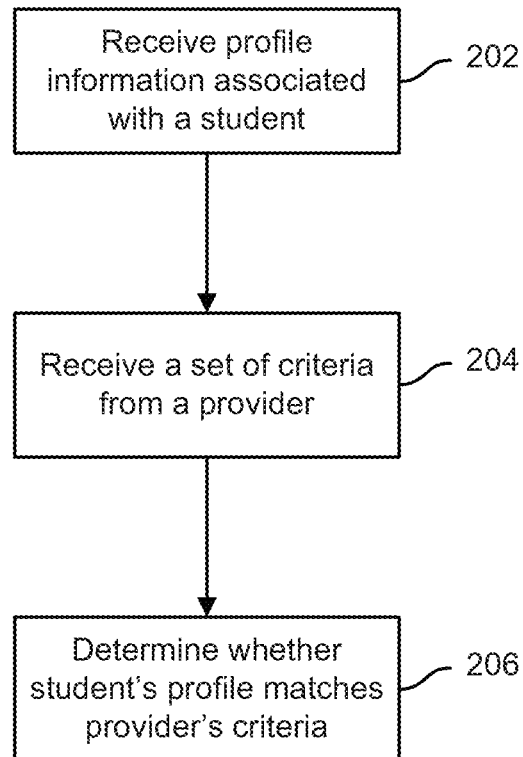 Receive profile
information associated
with a student
202
Receive a set of criteria
from a provider
204
Determine whether
student's profile matches
provider's criteria
206